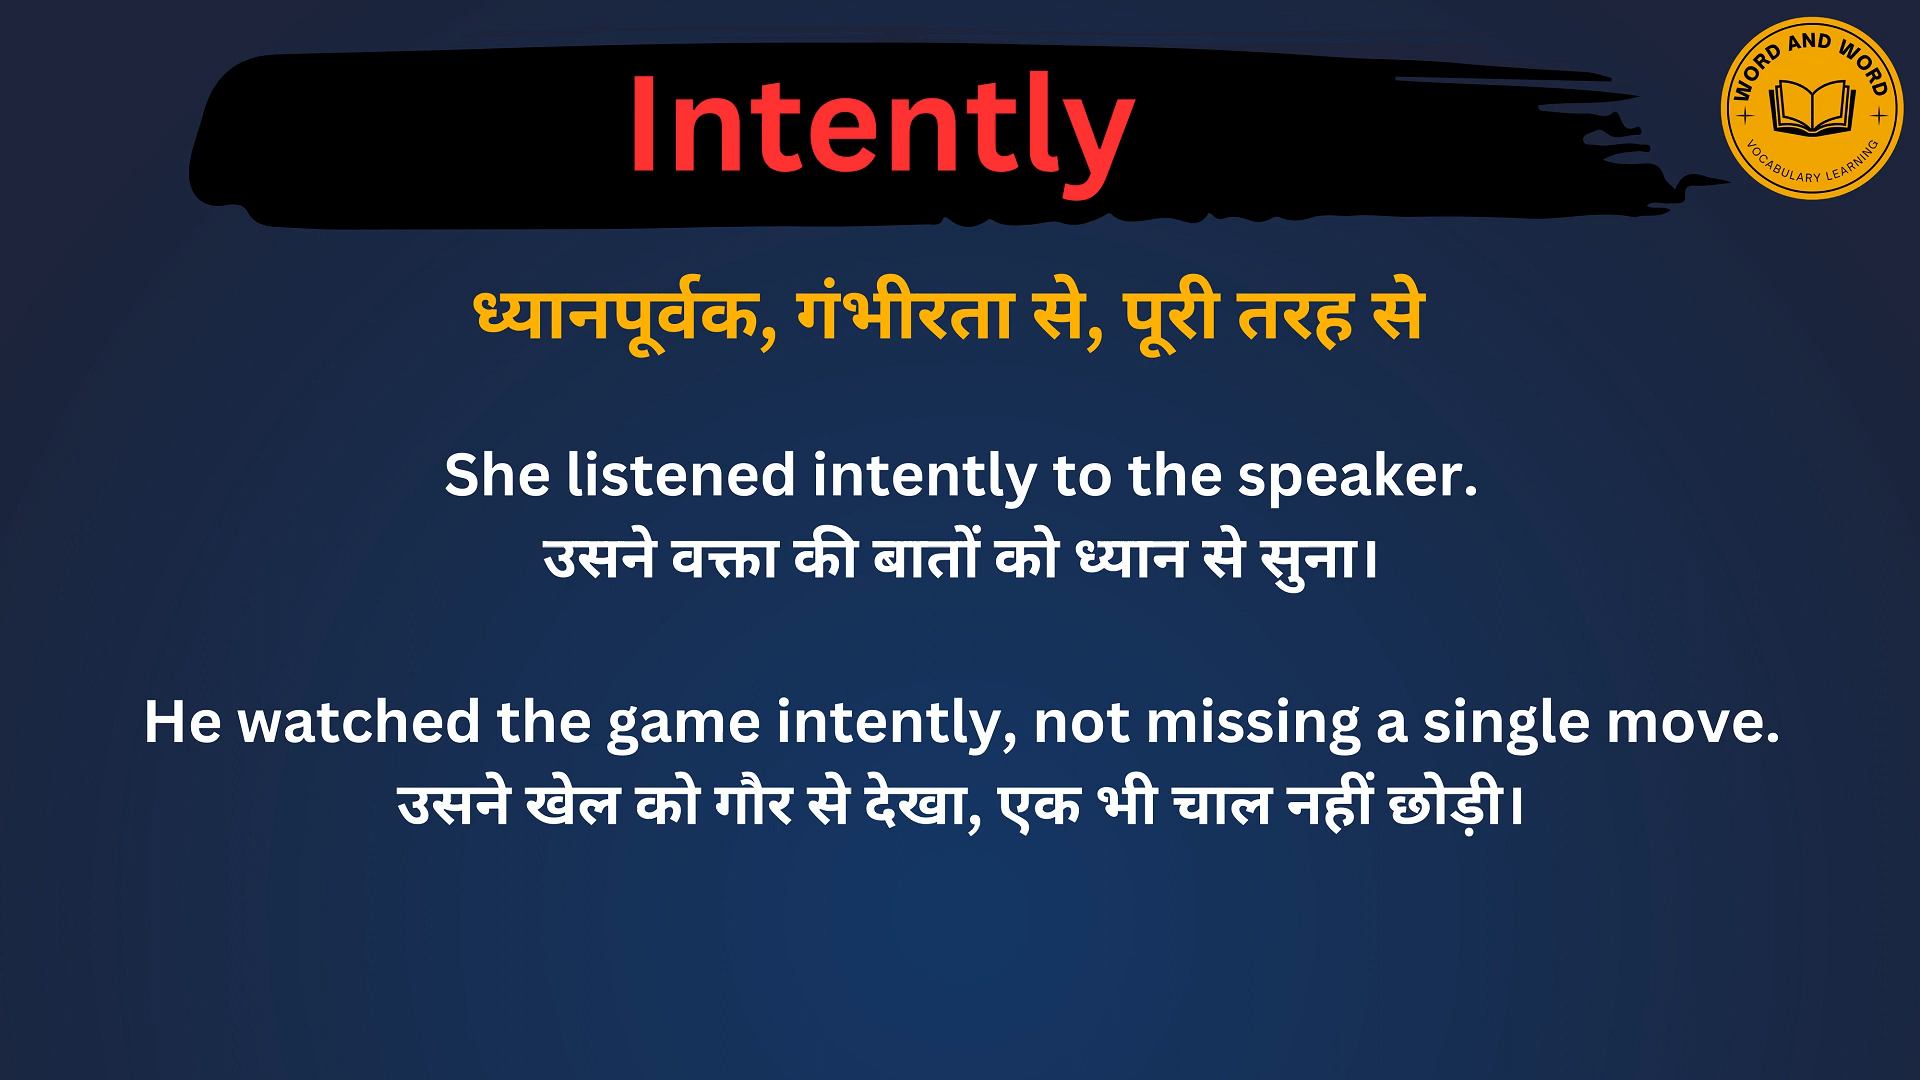 Intently
WORD AND WORD
VOCABULARY LEARNING
ध्यानपूर्वक, गंभीरता से, पूरी तरह से
She listened intently to the speaker.
उसने वक्ता की बातों को ध्यान से सुना।
He watched the game intently, not missing a single move.
उसने खेल को गौर से देखा, एक भी चाल नहीं छोड़ी।